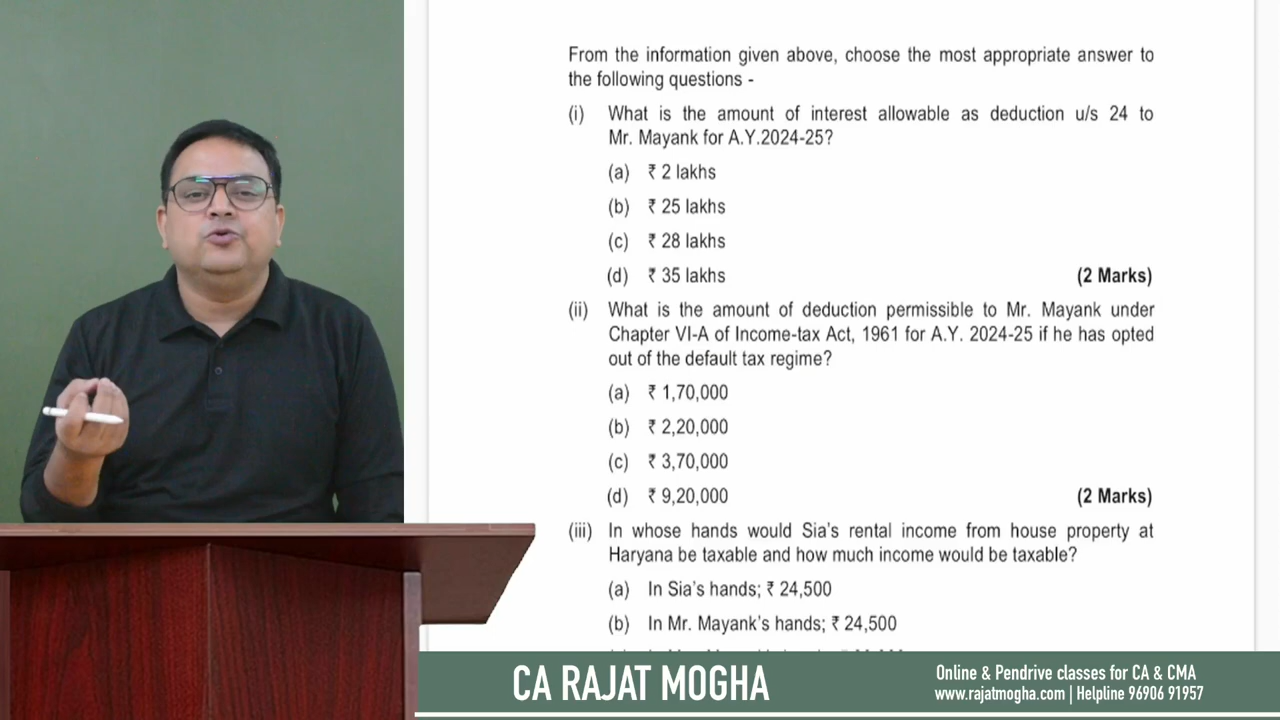 From the information given above, choose the most appropriate answer to
the following questions -
(i) What is the amount of interest allowable as deduction u/s 24 to
Mr. Mayank for A.Y.2024-25?
(a) ₹ 2 lakhs
(b) ₹ 25 lakhs
(c) ₹ 28 lakhs
(d) ₹ 35 lakhs (2 Marks)
(ii) What is the amount of deduction permissible to Mr. Mayank under
Chapter VI-A of Income-tax Act, 1961 for A.Y. 2024-25 if he has opted
out of the default tax regime?
(a) ₹ 1,70,000
(b) ₹ 2,20,000
(c) ₹ 3,70,000
(d) ₹ 9,20,000 (2 Marks)
(iii) In whose hands would Sia's rental income from house property at
Haryana be taxable and how much income would be taxable?
(a) In Sia's hands; ₹ 24,500
(b) In Mr. Mayank's hands; ₹ 24,500
CA RAJAT MOGHA
Online & Pendrive classes for CA & CMA
www.rajatmogha.com | Helpline 96906 91957